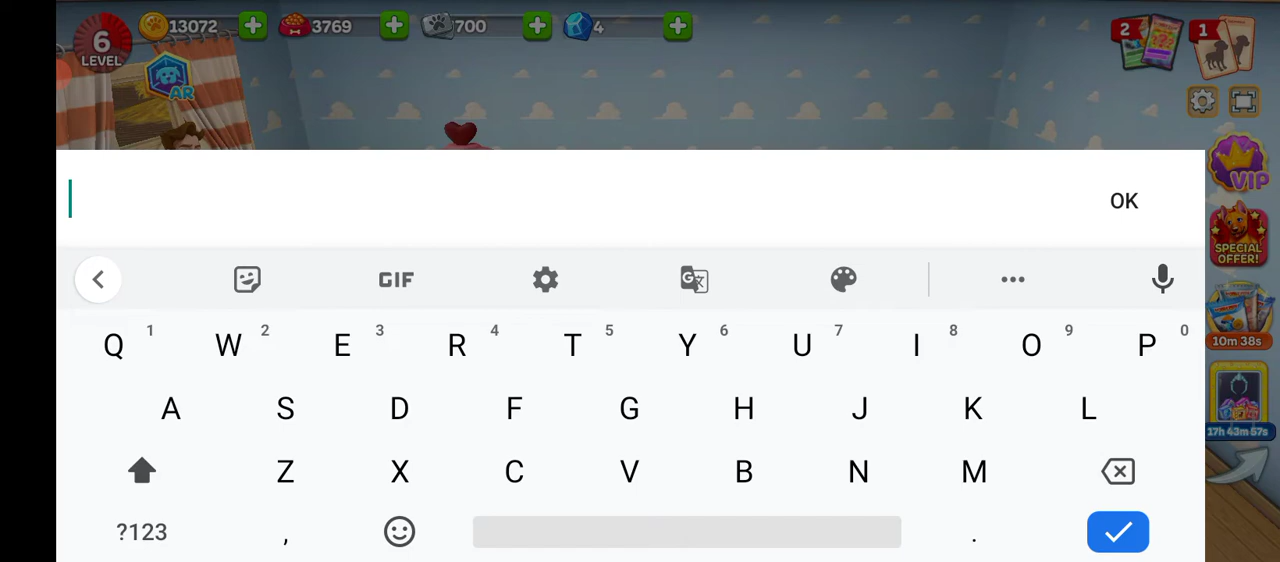 6
LEVEL
13072
3769
700
4
2
1
AR
VIP
SPECIAL
OFFER!
10m 38s
17h 43m 57s
OK
GIF
Q 1 W 2 E 3 R 4 T 5 Y 6 U 7 I 8 O 9 P 0
A S D F G H J K L
Z X C V B N M
?123 , .